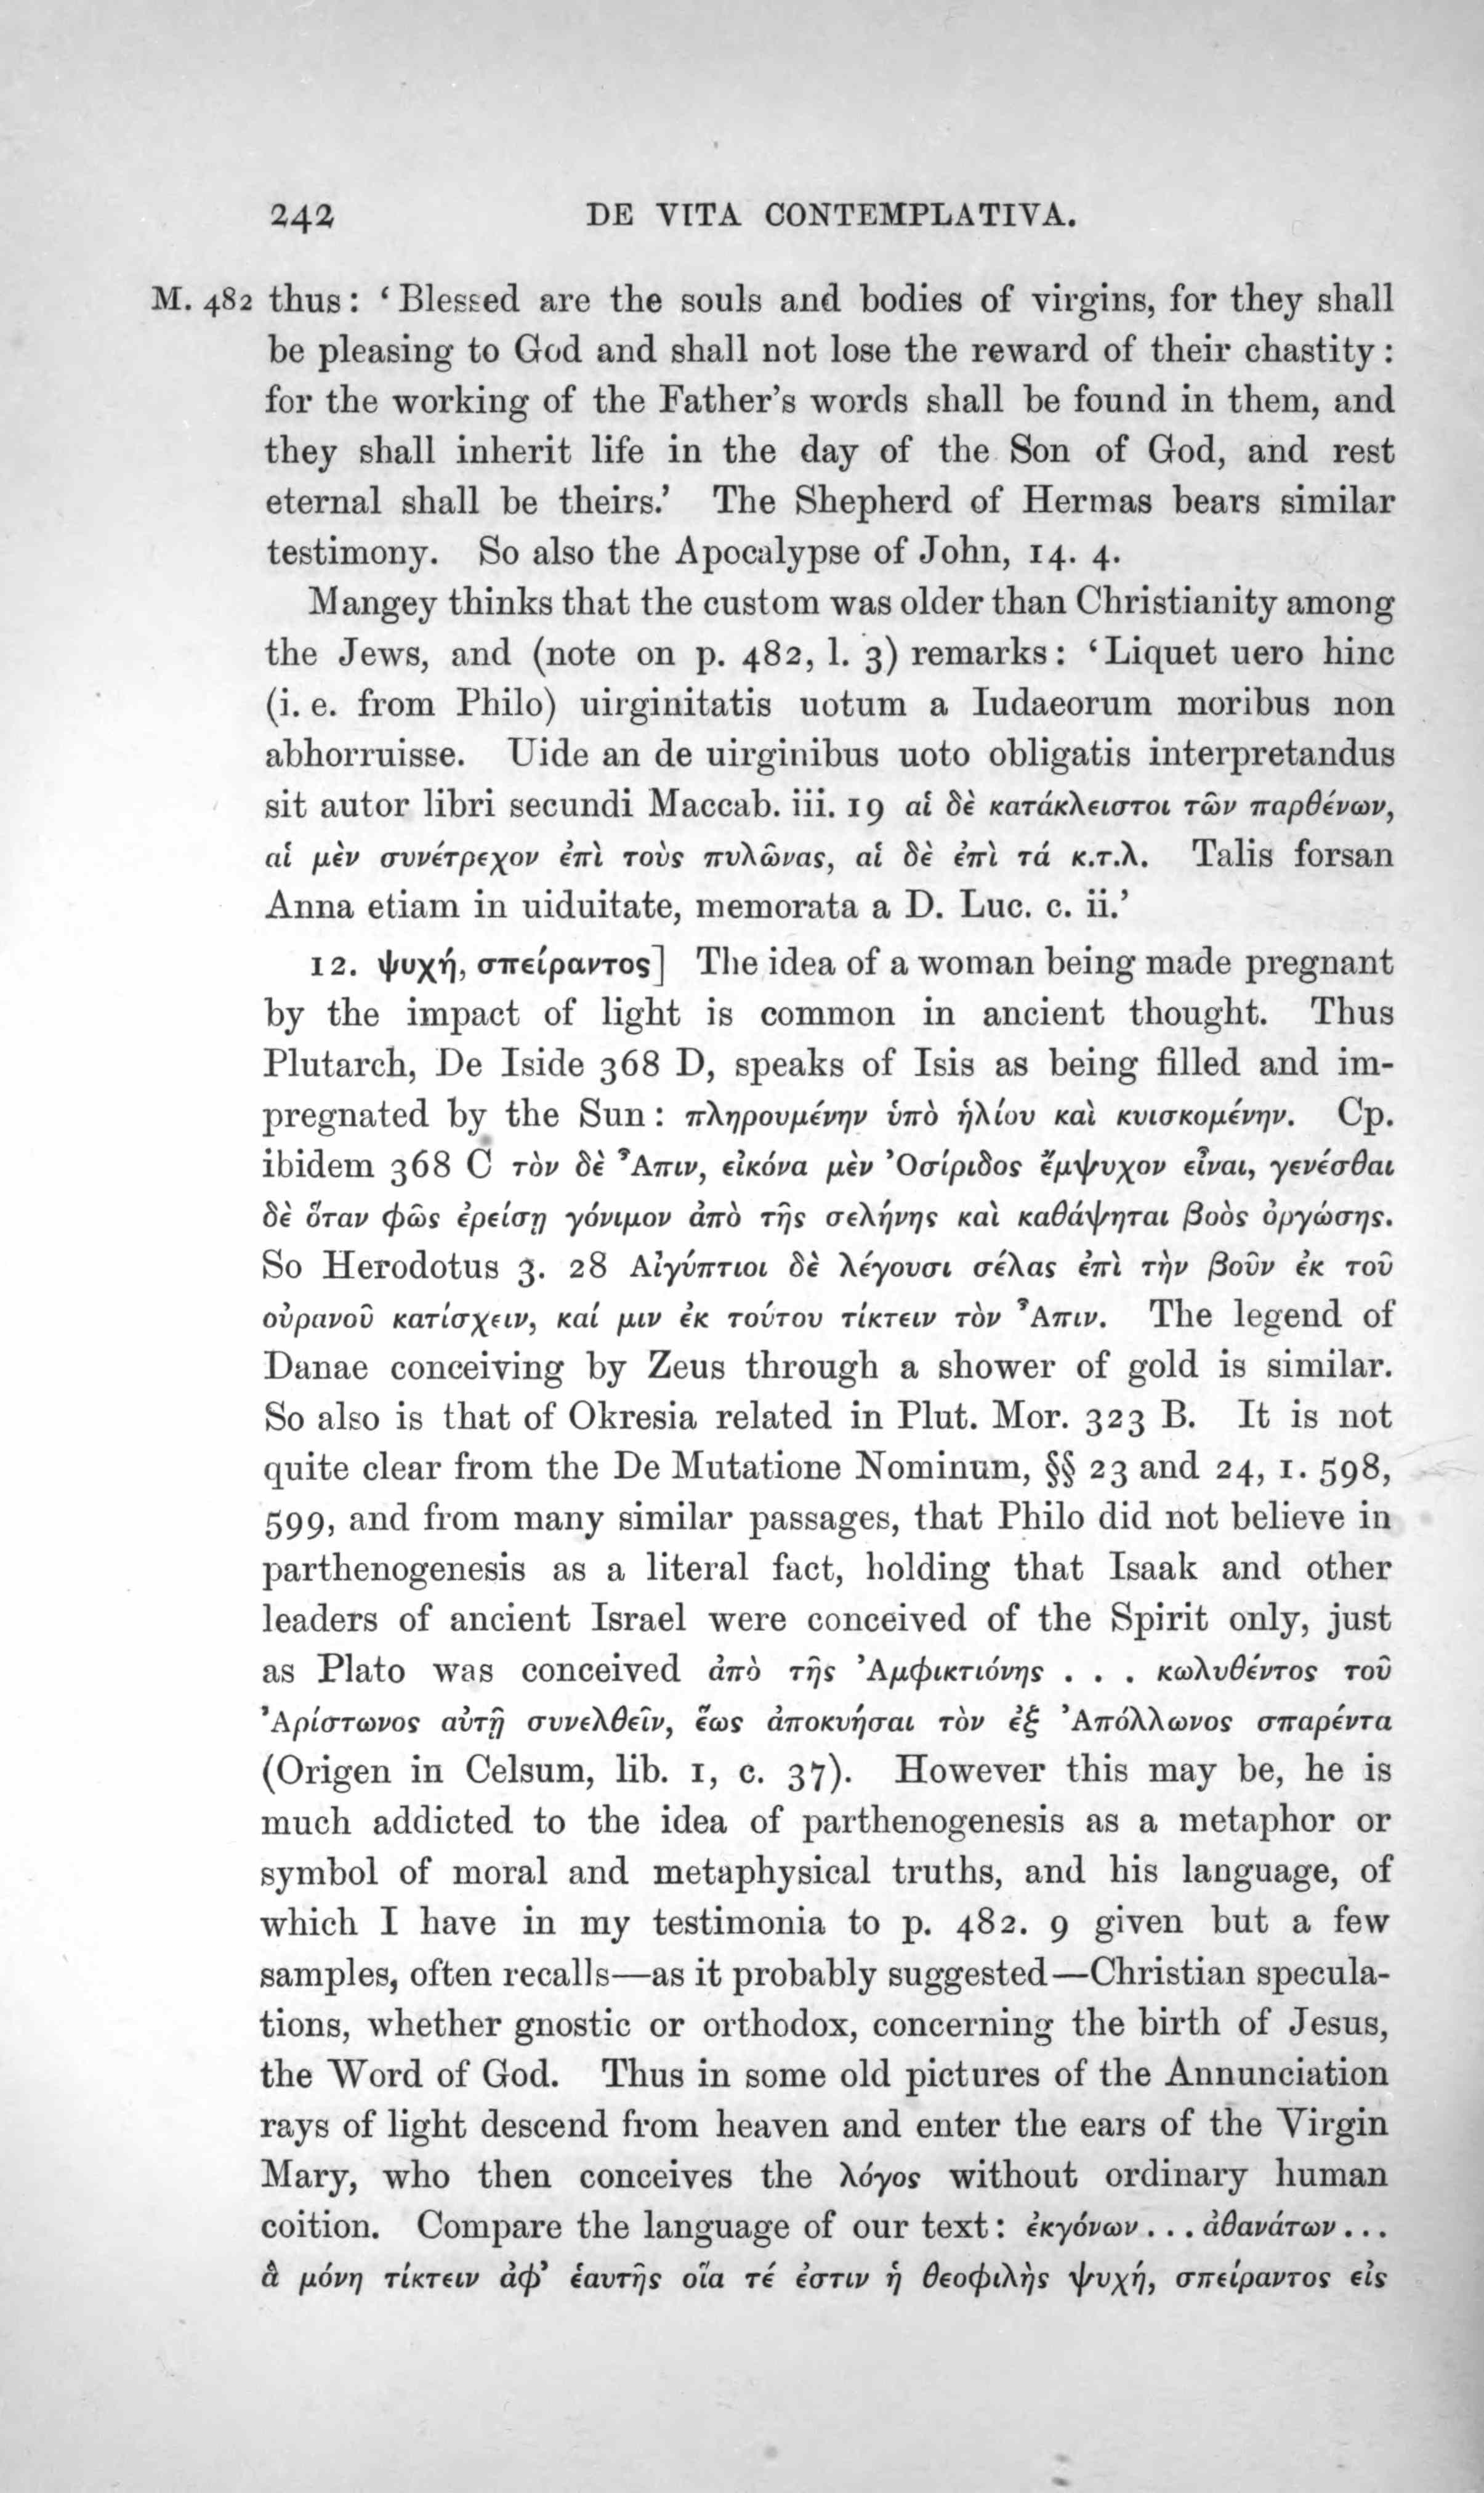 242 DE VITA CONTEMPLATIVA.
M. 482 thus: ‘Blessed are the souls and bodies of virgins, for they shall
be pleasing to God and shall not lose the reward of their chastity:
for the working of the Father’s words shall be found in them, and
they shall inherit life in the day of the Son of God, and rest
eternal shall be theirs.’ The Shepherd of Hermas bears similar
testimony. So also the Apocalypse of John, 14. 4.
Mangey thinks that the custom was older than Christianity among
the Jews, and (note on p. 482, l. 3) remarks: ‘Liquet uero hinc
(i. e. from Philo) uirginitatis uotum a Iudaeorum moribus non
abhorruisse. Uide an de uirginibus uoto obligatis interpretandus
sit autor libri secundi Maccab. iii. 19 αἱ δὲ κατάκλειστοι τῶν παρθένων,
αἱ μὲν συνέτρεχον ἐπὶ τοὺς πυλῶνας, αἱ δὲ ἐπὶ τά κ.τ.λ. Talis forsan
Anna etiam in uiduitate, memorata a D. Luc. c. ii.’
12. ψυχή, σπείραντος] The idea of a woman being made pregnant
by the impact of light is common in ancient thought. Thus
Plutarch, De Iside 368 D, speaks of Isis as being filled and im-
pregnated by the Sun: πληρουμένην ὑπὸ ἡλίου καὶ κυισκομένην. Cp.
ibidem 368 C τὸν δὲ Ἆπιν, εἰκόνα μὲν Ὀσίριδος ἔμψυχον εἶναι, γενέσθαι
δὲ ὅταν φῶς ἐρείσῃ γόνιμον ἀπὸ τῆς σελήνης καὶ καθάψηται βοὸς ὀργώσης.
So Herodotus 3. 28 Αἰγύπτιοι δὲ λέγουσι σέλας ἐπὶ τὴν βοῦν ἐκ τοῦ
οὐρανοῦ κατίσχειν, καί μιν ἐκ τούτου τίκτειν τὸν Ἆπιν. The legend of
Danae conceiving by Zeus through a shower of gold is similar.
So also is that of Okresia related in Plut. Mor. 323 B. It is not
quite clear from the De Mutatione Nominum, §§ 23 and 24, 1. 598,
599, and from many similar passages, that Philo did not believe in
parthenogenesis as a literal fact, holding that Isaak and other
leaders of ancient Israel were conceived of the Spirit only, just
as Plato was conceived ἀπὸ τῆς Ἀμφικτιόνης . . . κωλυθέντος τοῦ
Ἀρίστωνος αὐτῇ συνελθεῖν, ἕως ἀποκυήσαι τὸν ἐξ Ἀπόλλωνος σπαρέντα
(Origen in Celsum, lib. 1, c. 37). However this may be, he is
much addicted to the idea of parthenogenesis as a metaphor or
symbol of moral and metaphysical truths, and his language, of
which I have in my testimonia to p. 482. 9 given but a few
samples, often recalls—as it probably suggested—Christian specula-
tions, whether gnostic or orthodox, concerning the birth of Jesus,
the Word of God. Thus in some old pictures of the Annunciation
rays of light descend from heaven and enter the ears of the Virgin
Mary, who then conceives the λόγος without ordinary human
coition. Compare the language of our text: ἐκγόνων . . . ἀθανάτων . . .
ἃ μόνη τίκτειν ἀφ’ ἑαυτῆς οἵα τέ ἐστιν ἡ θεοφιλὴς ψυχή, σπείραντος εἰς